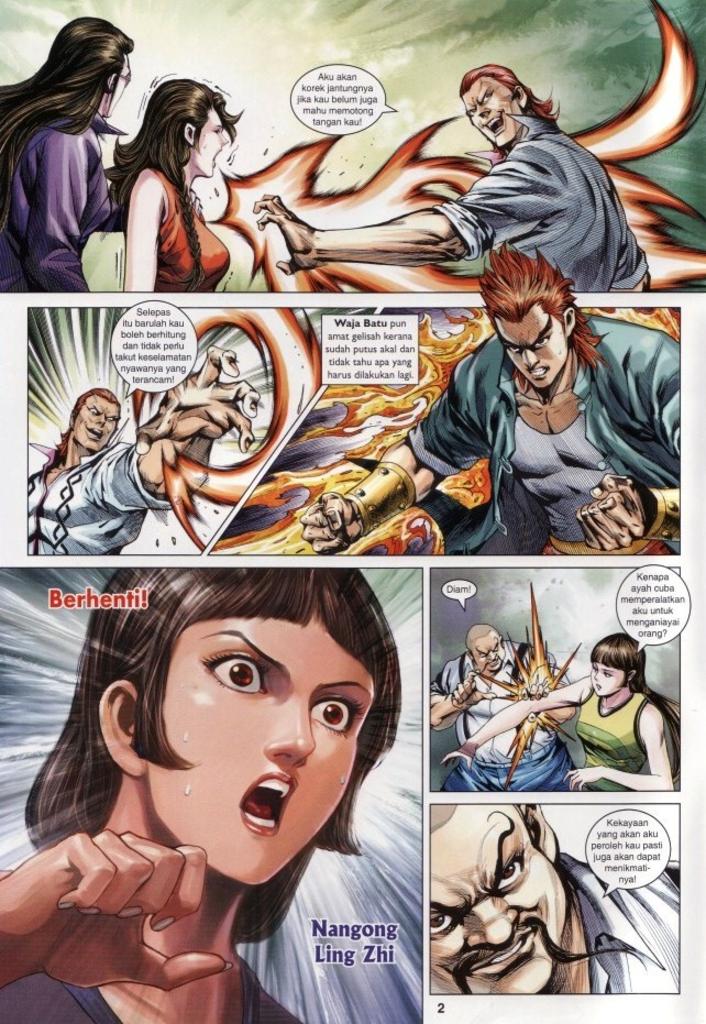 Aku akan
korek jantungnya
jika kau belum juga
mahu memotong
tangan kau!
Selepas
itu barulah kau
boleh berhitung
dan tidak perlu
takut keselamatan
nyawanya yang
terancam!
Waja Batu pun
amat gelisah kerana
sudah putus akal dan
tidak tahu apa yang
harus dilakukan lagi.
Berhenti!
Nangong
Ling Zhi
Diam!
Kenapa
ayah cuba
memperalatkan
aku untuk
menganiayai
orang?
Kekayaan
yang akan aku
peroleh kau pasti
juga akan dapat
menikmati-
nya!
2